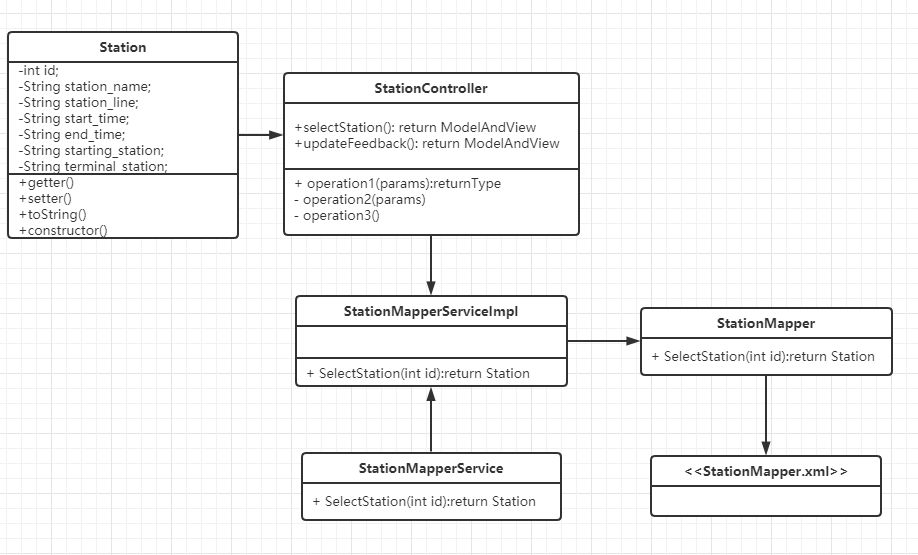 Station
-int id;
-String station_name;
-String station_line;
-String start_time;
-String end_time;
-String starting_station;
-String terminal_station;
+getter()
+setter()
+toString()
+constructor()
StationController
+selectStation(): return ModelAndView
+updateFeedback(): return ModelAndView
+ operation1(params):returnType
- operation2(params)
- operation3()
StationMapperServiceImpl
+ SelectStation(int id):return Station
StationMapper
+ SelectStation(int id):return Station
StationMapperService
+ SelectStation(int id):return Station
<<StationMapper.xml>>